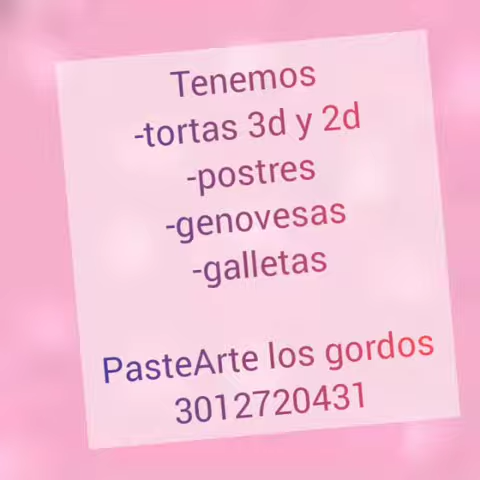 Tenemos
-tortas 3d y 2d
-postres
-genovesas
-galletas
PasteArte los gordos
3012720431